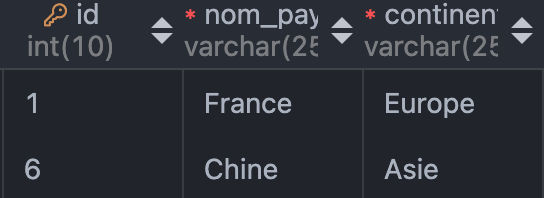 id * nom_pay * continen
int(10) varchar(25 varchar(25
1 France Europe
6 Chine Asie